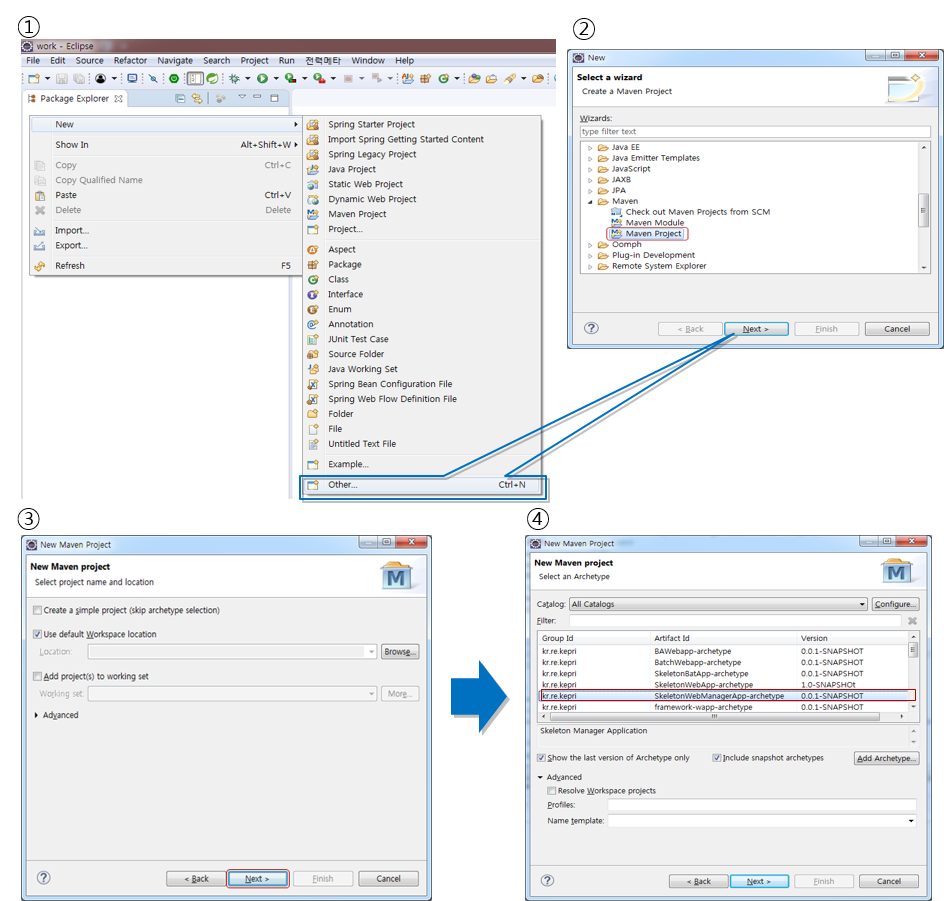 ①
work - Eclipse
File Edit Source Refactor Navigate Search Project Run 전력메타 Window Help
Package Explorer
New
Show In Alt+Shift+W
Copy Ctrl+C
Copy Qualified Name
Paste Ctrl+V
Delete Delete
Import...
Export...
Refresh F5
Spring Starter Project
Import Spring Getting Started Content
Spring Legacy Project
Java Project
Static Web Project
Dynamic Web Project
Maven Project
Project...
Aspect
Package
Class
Interface
Enum
Annotation
JUnit Test Case
Source Folder
Java Working Set
Spring Bean Configuration File
Spring Web Flow Definition File
Folder
File
Untitled Text File
Example...
Other... Ctrl+N
②
New
Select a wizard
Create a Maven Project
Wizards:
type filter text
Java EE
Java Emitter Templates
JavaScript
JAXB
JPA
Maven
Check out Maven Projects from SCM
Maven Module
Maven Project
Oomph
Plug-in Development
Remote System Explorer
< Back Next > Finish Cancel
③
New Maven Project
New Maven project
Select project name and location
Create a simple project (skip archetype selection)
Use default Workspace location
Location: Browse...
Add project(s) to working set
Working set: More...
Advanced
< Back Next > Finish Cancel
④
New Maven Project
New Maven project
Select an Archetype
Catalog: All Catalogs Configure...
Filter:
Group Id Artifact Id Version
kr.re.kepri BAWebapp-archetype 0.0.1-SNAPSHOT
kr.re.kepri BatchWebapp-archetype 0.0.1-SNAPSHOT
kr.re.kepri SkeletonBatApp-archetype 0.0.1-SNAPSHOT
kr.re.kepri SkeletonWebApp-archetype 1.0-SNAPSHOt
kr.re.kepri SkeletonWebManagerApp-archetype 0.0.1-SNAPSHOT
kr.re.kepri framework-wapp-archetype 0.0.1-SNAPSHOT
Skeleton Manager Application
Show the last version of Archetype only Include snapshot archetypes Add Archetype...
Advanced
Resolve Workspace projects
Profiles:
Name template:
< Back Next > Finish Cancel